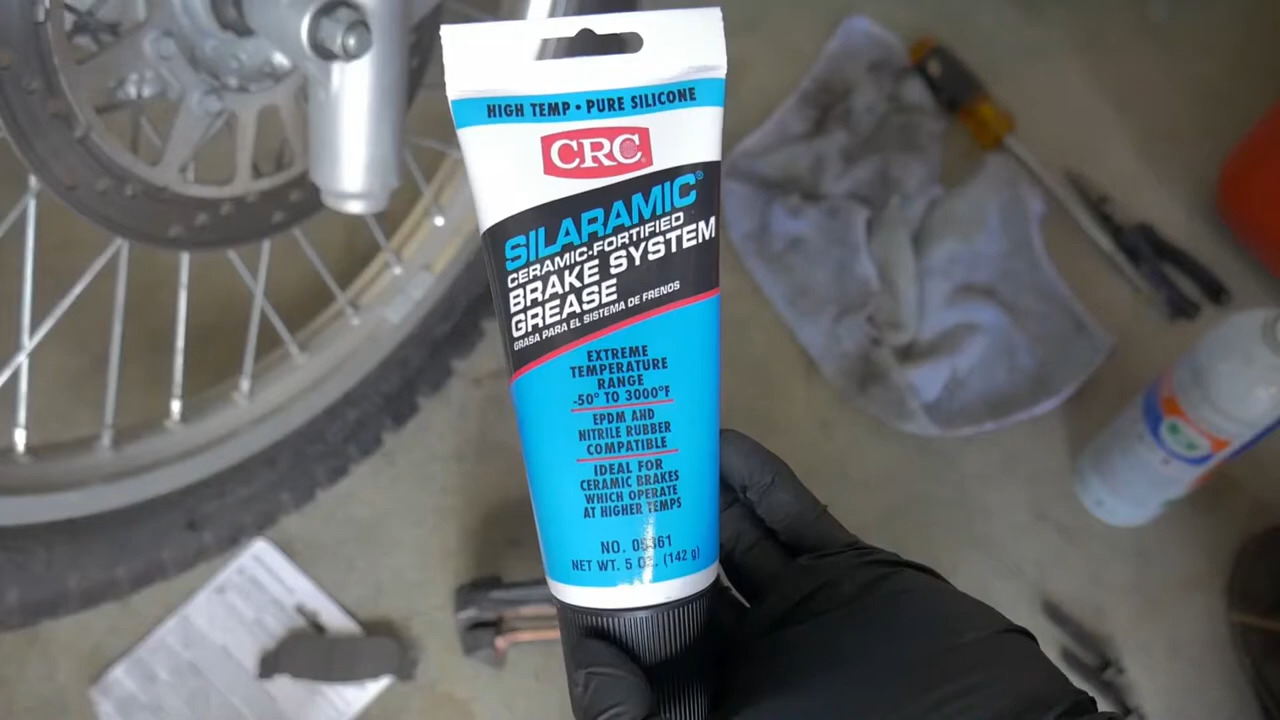 HIGH TEMP • PURE SILICONE
CRC®
SILARAMIC®
CERAMIC-FORTIFIED
BRAKE SYSTEM
GREASE
GRASA PARA EL SISTEMA DE FRENOS
EXTREME
TEMPERATURE
RANGE
-50° TO 3000°F
EPDM AND
NITRILE RUBBER
COMPATIBLE
IDEAL FOR
CERAMIC BRAKES
WHICH OPERATE
AT HIGHER TEMPS
NO. 05361
NET WT. 5 OZ. (142 g)